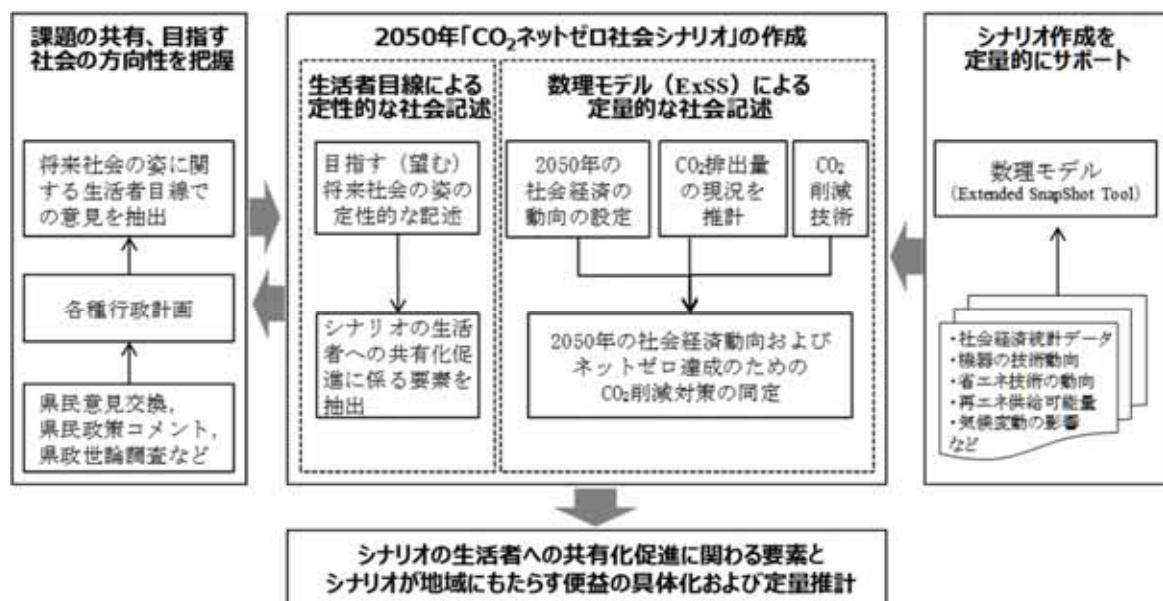 課題の共有、目指す
社会の方向性を把握
将来社会の姿に関
する生活者目線で
の意見を抽出
各種行政計画
県民意見交換,
県民政策コメント,
県政世論調査など
2050年「CO₂ネットゼロ社会シナリオ」の作成
生活者目線による
定性的な社会記述
目指す（望む）
将来社会の姿の
定性的な記述
シナリオの生活
者への共有化促
進に係る要素を
抽出
数理モデル（ExSS）による
定量的な社会記述
2050年の
社会経済の
動向の設定
CO₂排出量
の現況を
推計
CO₂
削減
技術
2050年の社会経済動向および
ネットゼロ達成のための
CO₂削減対策の同定
シナリオ作成を
定量的にサポート
数理モデル
（Extended SnapShot Tool）
・社会経済統計データ
・機器の技術動向
・省エネ技術の動向
・再エネ供給可能量
・気候変動の影響
など
シナリオの生活者への共有化促進に関わる要素と
シナリオが地域にもたらす便益の具体化および定量推計